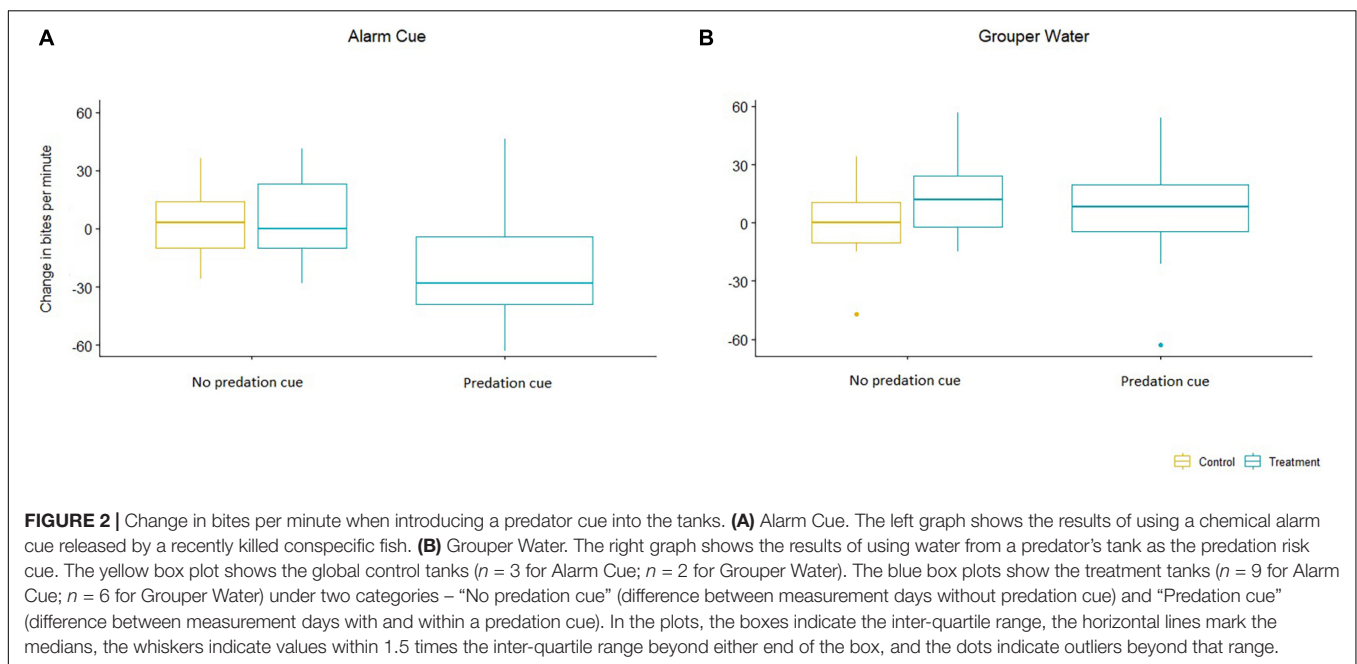 A
Alarm Cue
B
Grouper Water
Change in bites per minute
60
30
0
-30
-60
No predation cue
Predation cue
60
30
0
-30
-60
No predation cue
Predation cue
Control
Treatment
FIGURE 2 | Change in bites per minute when introducing a predator cue into the tanks. (A) Alarm Cue. The left graph shows the results of using a chemical alarm
cue released by a recently killed conspecific fish. (B) Grouper Water. The right graph shows the results of using water from a predator's tank as the predation risk
cue. The yellow box plot shows the global control tanks (n = 3 for Alarm Cue; n = 2 for Grouper Water). The blue box plots show the treatment tanks (n = 9 for Alarm
Cue; n = 6 for Grouper Water) under two categories – “No predation cue” (difference between measurement days without predation cue) and “Predation cue”
(difference between measurement days with and within a predation cue). In the plots, the boxes indicate the inter-quartile range, the horizontal lines mark the
medians, the whiskers indicate values within 1.5 times the inter-quartile range beyond either end of the box, and the dots indicate outliers beyond that range.